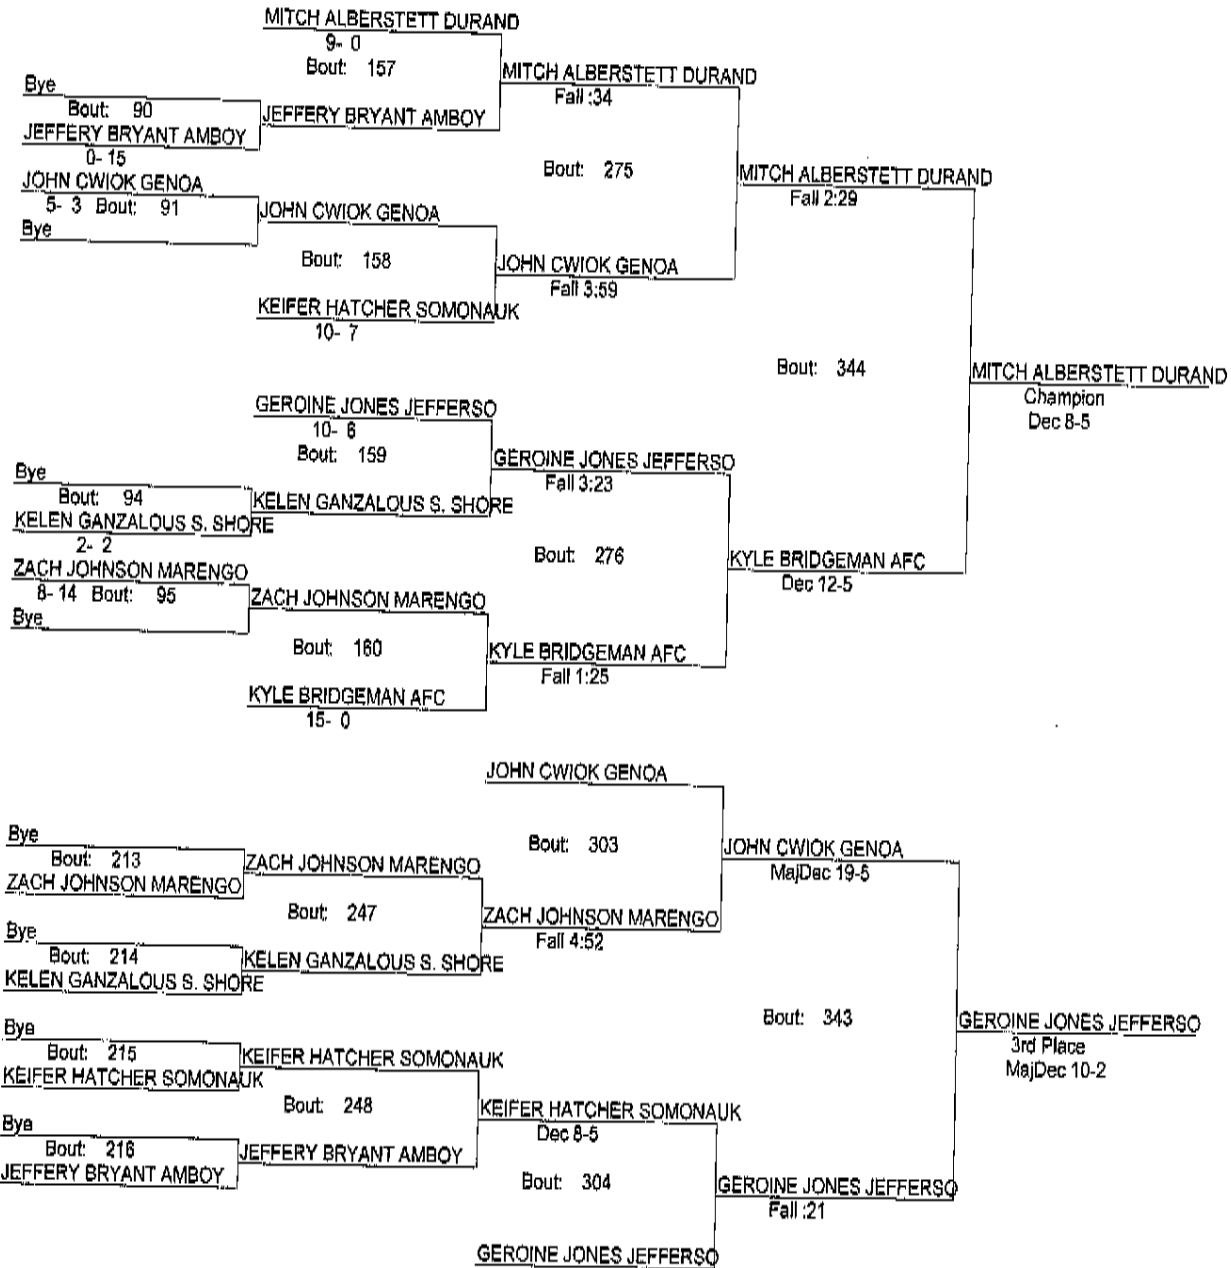 MITCH ALBERSTETT DURAND
9- 0
Bout: 157
MITCH ALBERSTETT DURAND
Fall :34
Bye
Bout: 90
JEFFERY BRYANT AMBOY
JEFFERY BRYANT AMBOY
0- 15
Bout: 275
MITCH ALBERSTETT DURAND
Fall 2:29
JOHN CWIOK GENOA
5- 3 Bout: 91
JOHN CWIOK GENOA
Bye
Bout: 158
JOHN CWIOK GENOA
Fall 3:59
KEIFER HATCHER SOMONAUK
10- 7
Bout: 344
MITCH ALBERSTETT DURAND
Champion
Dec 8-5
GEROINE JONES JEFFERSO
10- 6
Bout: 159
GEROINE JONES JEFFERSO
Fall 3:23
Bye
Bout: 94
KELEN GANZALOUS S. SHORE
KELEN GANZALOUS S. SHORE
2- 2
Bout: 276
KYLE BRIDGEMAN AFC
Dec 12-5
ZACH JOHNSON MARENGO
8- 14 Bout: 95
ZACH JOHNSON MARENGO
Bye
Bout: 160
KYLE BRIDGEMAN AFC
Fall 1:25
KYLE BRIDGEMAN AFC
15- 0
JOHN CWIOK GENOA
Bout: 303
JOHN CWIOK GENOA
MajDec 19-5
Bye
Bout: 213
ZACH JOHNSON MARENGO
ZACH JOHNSON MARENGO
Bout: 247
ZACH JOHNSON MARENGO
Fall 4:52
Bye
Bout: 214
KELEN GANZALOUS S. SHORE
KELEN GANZALOUS S. SHORE
Bout: 343
GEROINE JONES JEFFERSO
3rd Place
MajDec 10-2
Bye
Bout: 215
KEIFER HATCHER SOMONAUK
KEIFER HATCHER SOMONAUK
Bout: 248
KEIFER HATCHER SOMONAUK
Dec 8-5
Bye
Bout: 216
JEFFERY BRYANT AMBOY
JEFFERY BRYANT AMBOY
Bout: 304
GEROINE JONES JEFFERSO
Fall :21
GEROINE JONES JEFFERSO